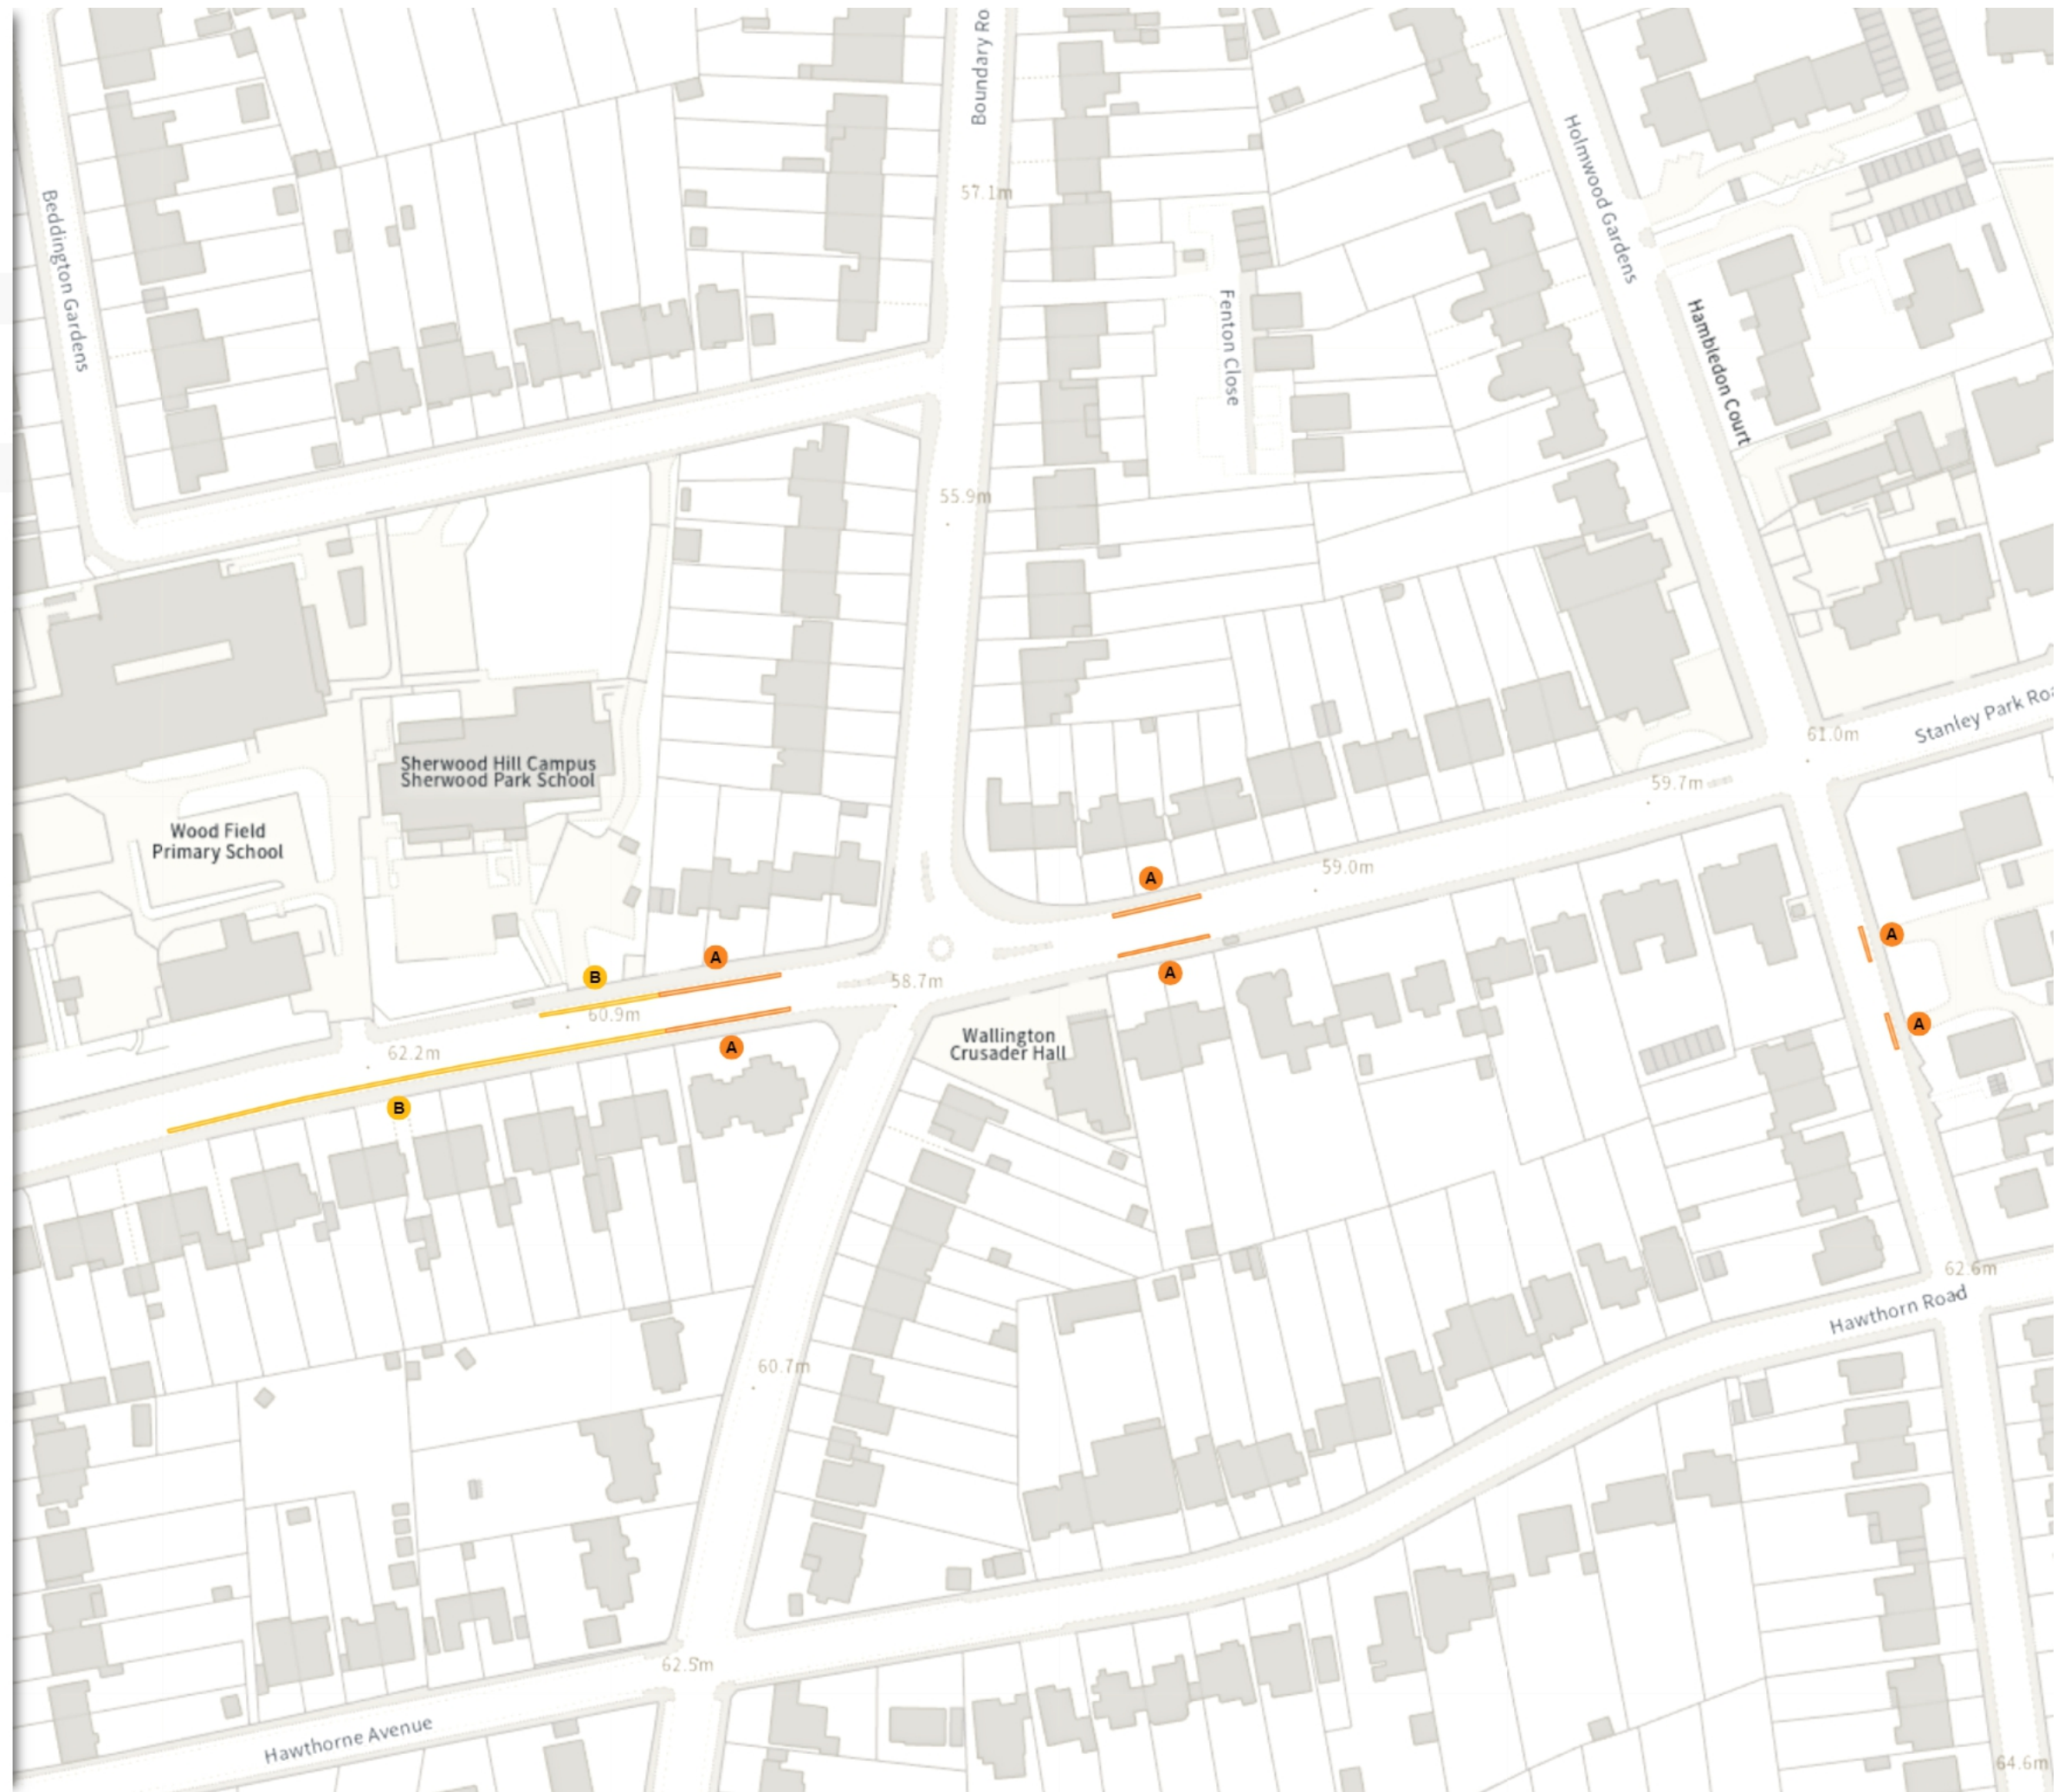 Boundary Ro
Beddington Gardens
Holmwood Gardens
57.1m
Fenton Close
Hambledon Court
55.9m
Stanley Park Roa
61.0m
Sherwood Hill Campus
Sherwood Park School
59.7m
Wood Field
Primary School
59.0m
A
A
A
B
58.7m
A
60.9m
A
A
62.2m
Wallington
Crusader Hall
A
B
62.6m
Hawthorn Road
60.7m
62.5m
Hawthorne Avenue
64.6m